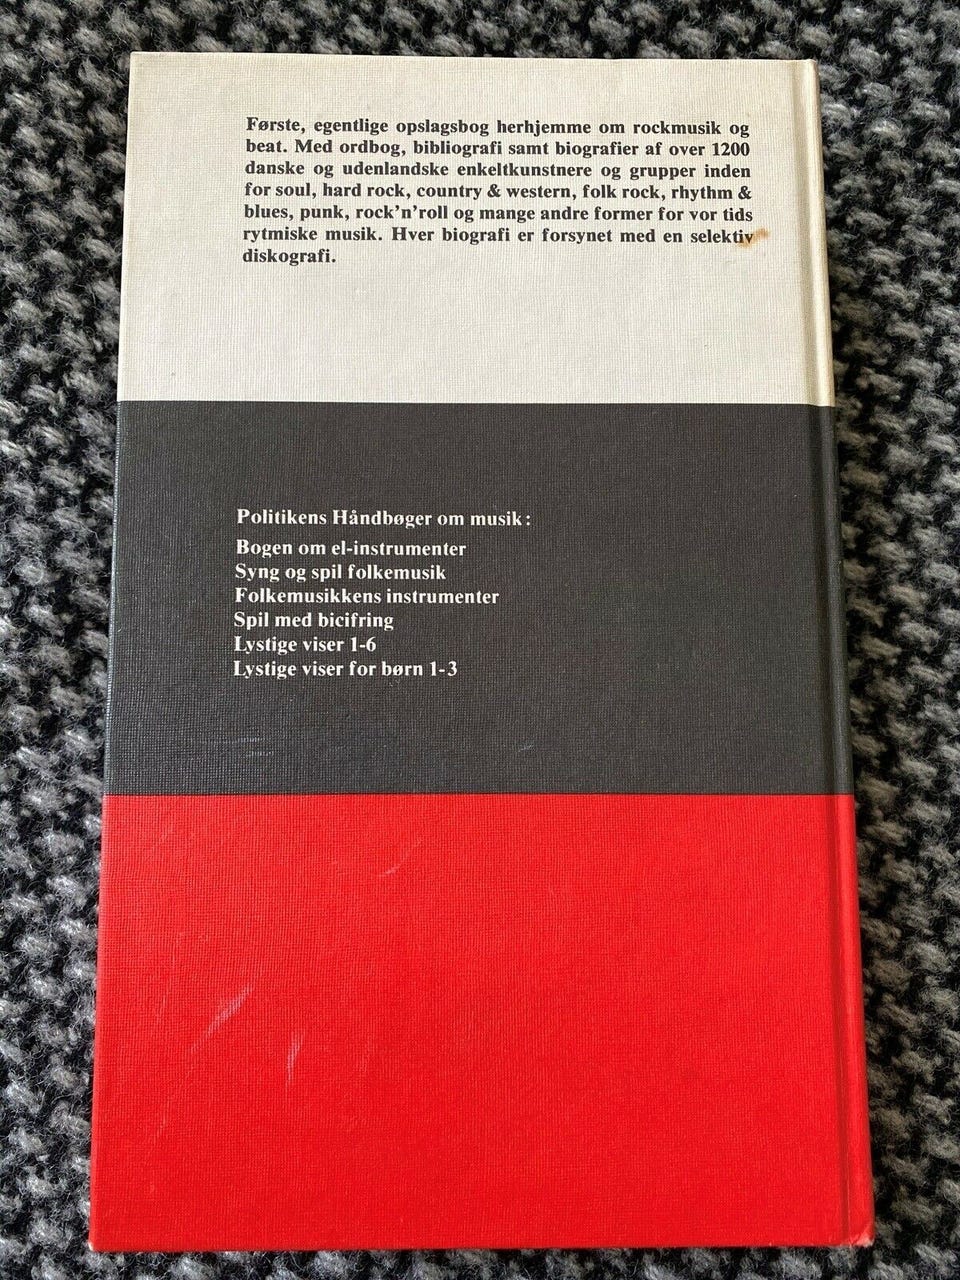 Første, egentlige opslagsbog herhjemme om rockmusik og
beat. Med ordbog, bibliografi samt biografier af over 1200
danske og udenlandske enkeltkunstnere og grupper inden
for soul, hard rock, country & western, folk rock, rhythm &
blues, punk, rock'n'roll og mange andre former for vor tids
rytmiske musik. Hver biografi er forsynet med en selektiv
diskografi.
Politikens Håndbøger om musik:
Bogen om el-instrumenter
Syng og spil folkemusik
Folkemusikkens instrumenter
Spil med bicifring
Lystige viser 1-6
Lystige viser for børn 1-3